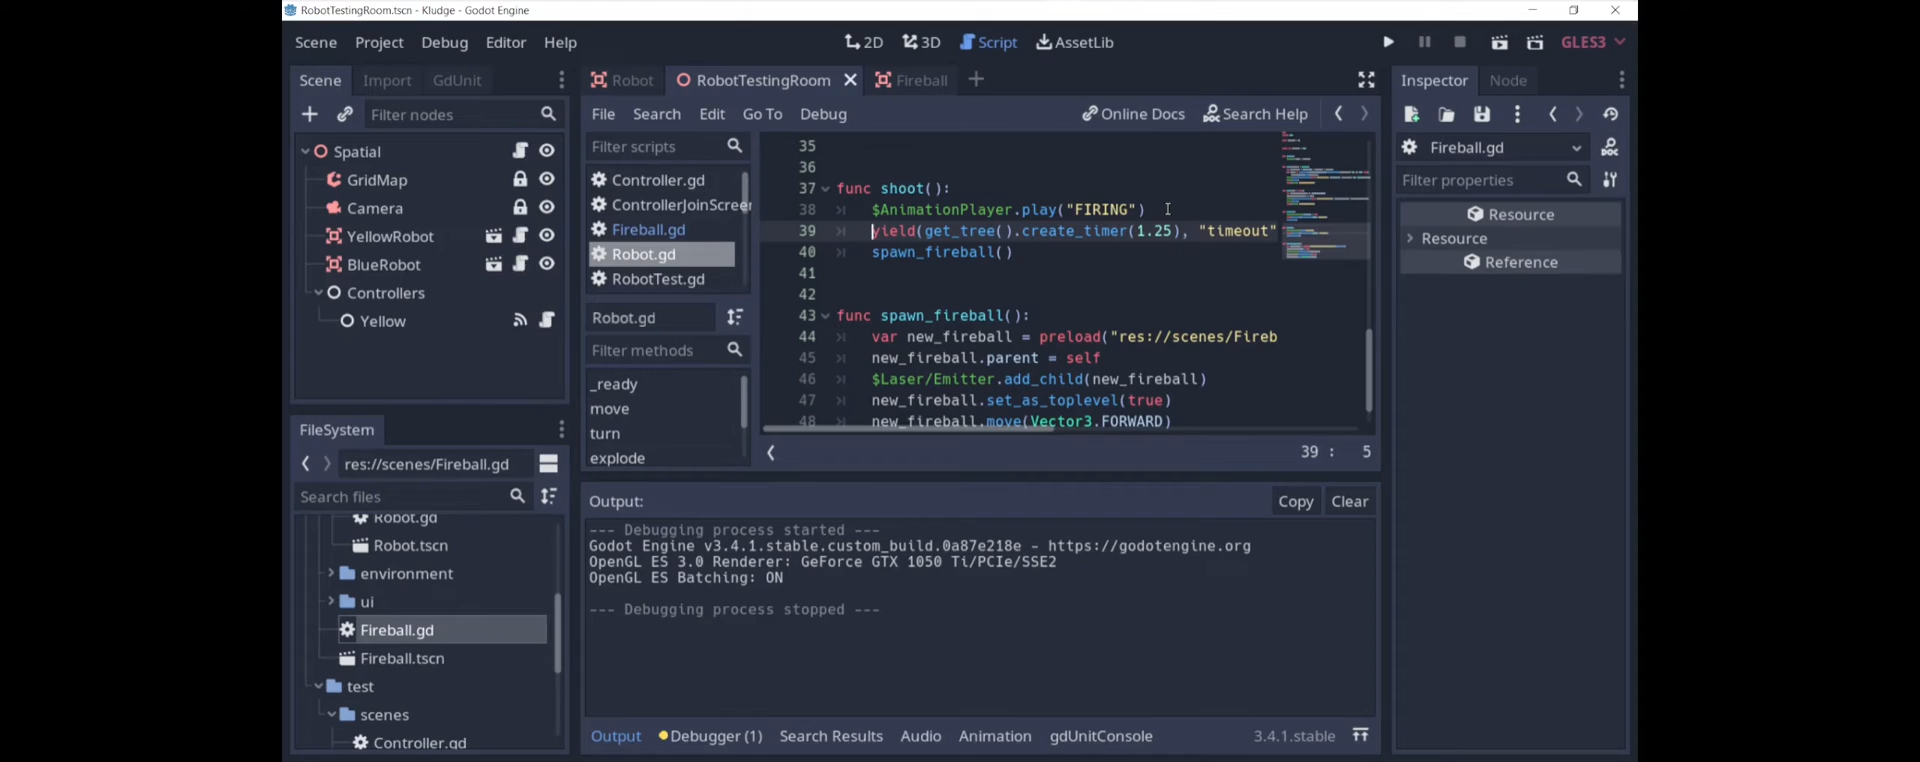 RobotTestingRoom.tscn - Kludge - Godot Engine
Scene Project Debug Editor Help 2D 3D Script AssetLib GLES3
Scene Import GdUnit
Filter nodes
Spatial
GridMap
Camera
YellowRobot
BlueRobot
Controllers
Yellow
FileSystem
res://scenes/Fireball.gd
Search files
Robot.gd
Robot.tscn
environment
ui
Fireball.gd
Fireball.tscn
test
scenes
Controller.gd
Robot RobotTestingRoom Fireball
File Search Edit Go To Debug Online Docs Search Help
Filter scripts
Controller.gd
ControllerJoinScreen
Fireball.gd
Robot.gd
RobotTest.gd
Robot.gd
Filter methods
_ready
move
turn
explode
35
36
37 func shoot():
38 $AnimationPlayer.play("FIRING")
39 yield(get_tree().create_timer(1.25), "timeout"
40 spawn_fireball()
41
42
43 func spawn_fireball():
44 var new_fireball = preload("res://scenes/Fireb
45 new_fireball.parent = self
46 $Laser/Emitter.add_child(new_fireball)
47 new_fireball.set_as_toplevel(true)
48 new_fireball.move(Vector3.FORWARD)
39 : 5
Output: Copy Clear
--- Debugging process started ---
Godot Engine v3.4.1.stable.custom_build.0a87e218e - https://godotengine.org
OpenGL ES 3.0 Renderer: GeForce GTX 1050 Ti/PCIe/SSE2
OpenGL ES Batching: ON
--- Debugging process stopped ---
Output Debugger (1) Search Results Audio Animation gdUnitConsole 3.4.1.stable
Inspector Node
Fireball.gd
Filter properties
Resource
Resource
Reference